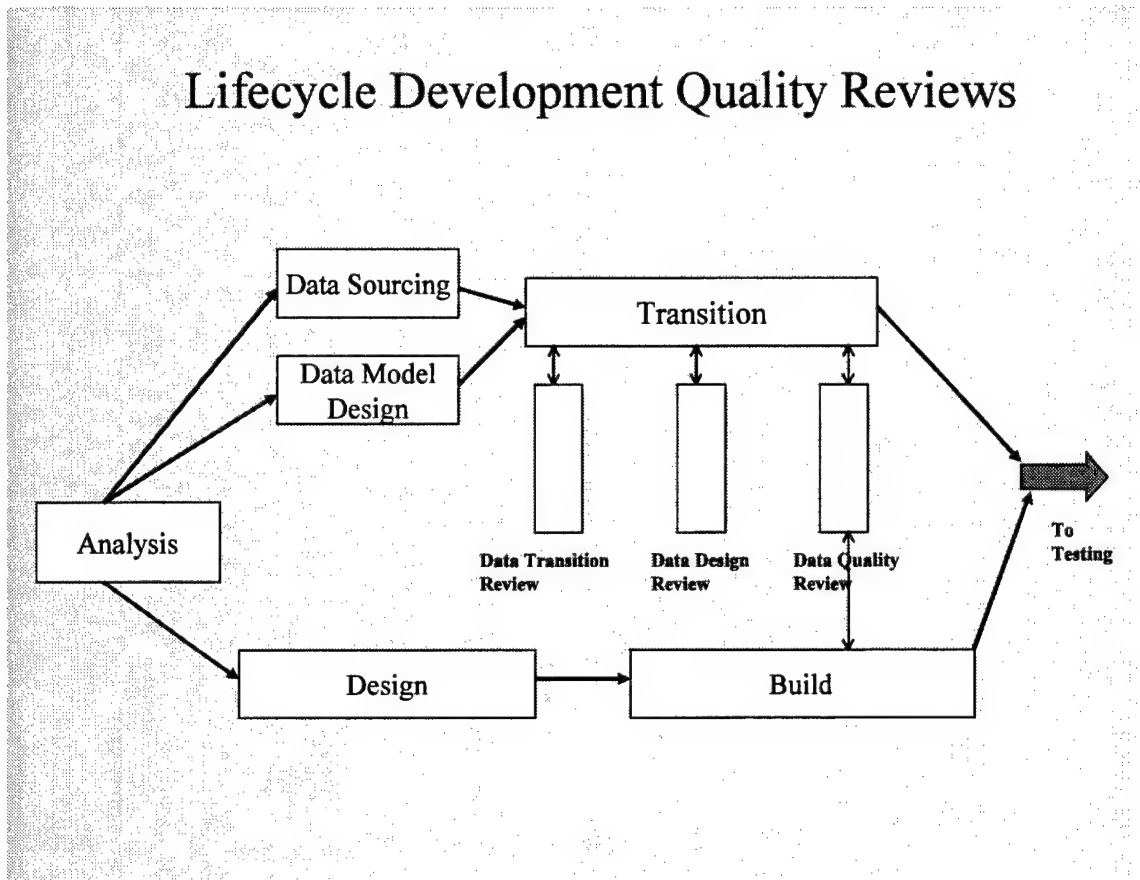 Lifecycle Development Quality Reviews
Data Sourcing
Transition
Data Model
Design
Analysis
Data Transition
Review
Data Design
Review
Data Quality
Review
To
Testing
Design
Build